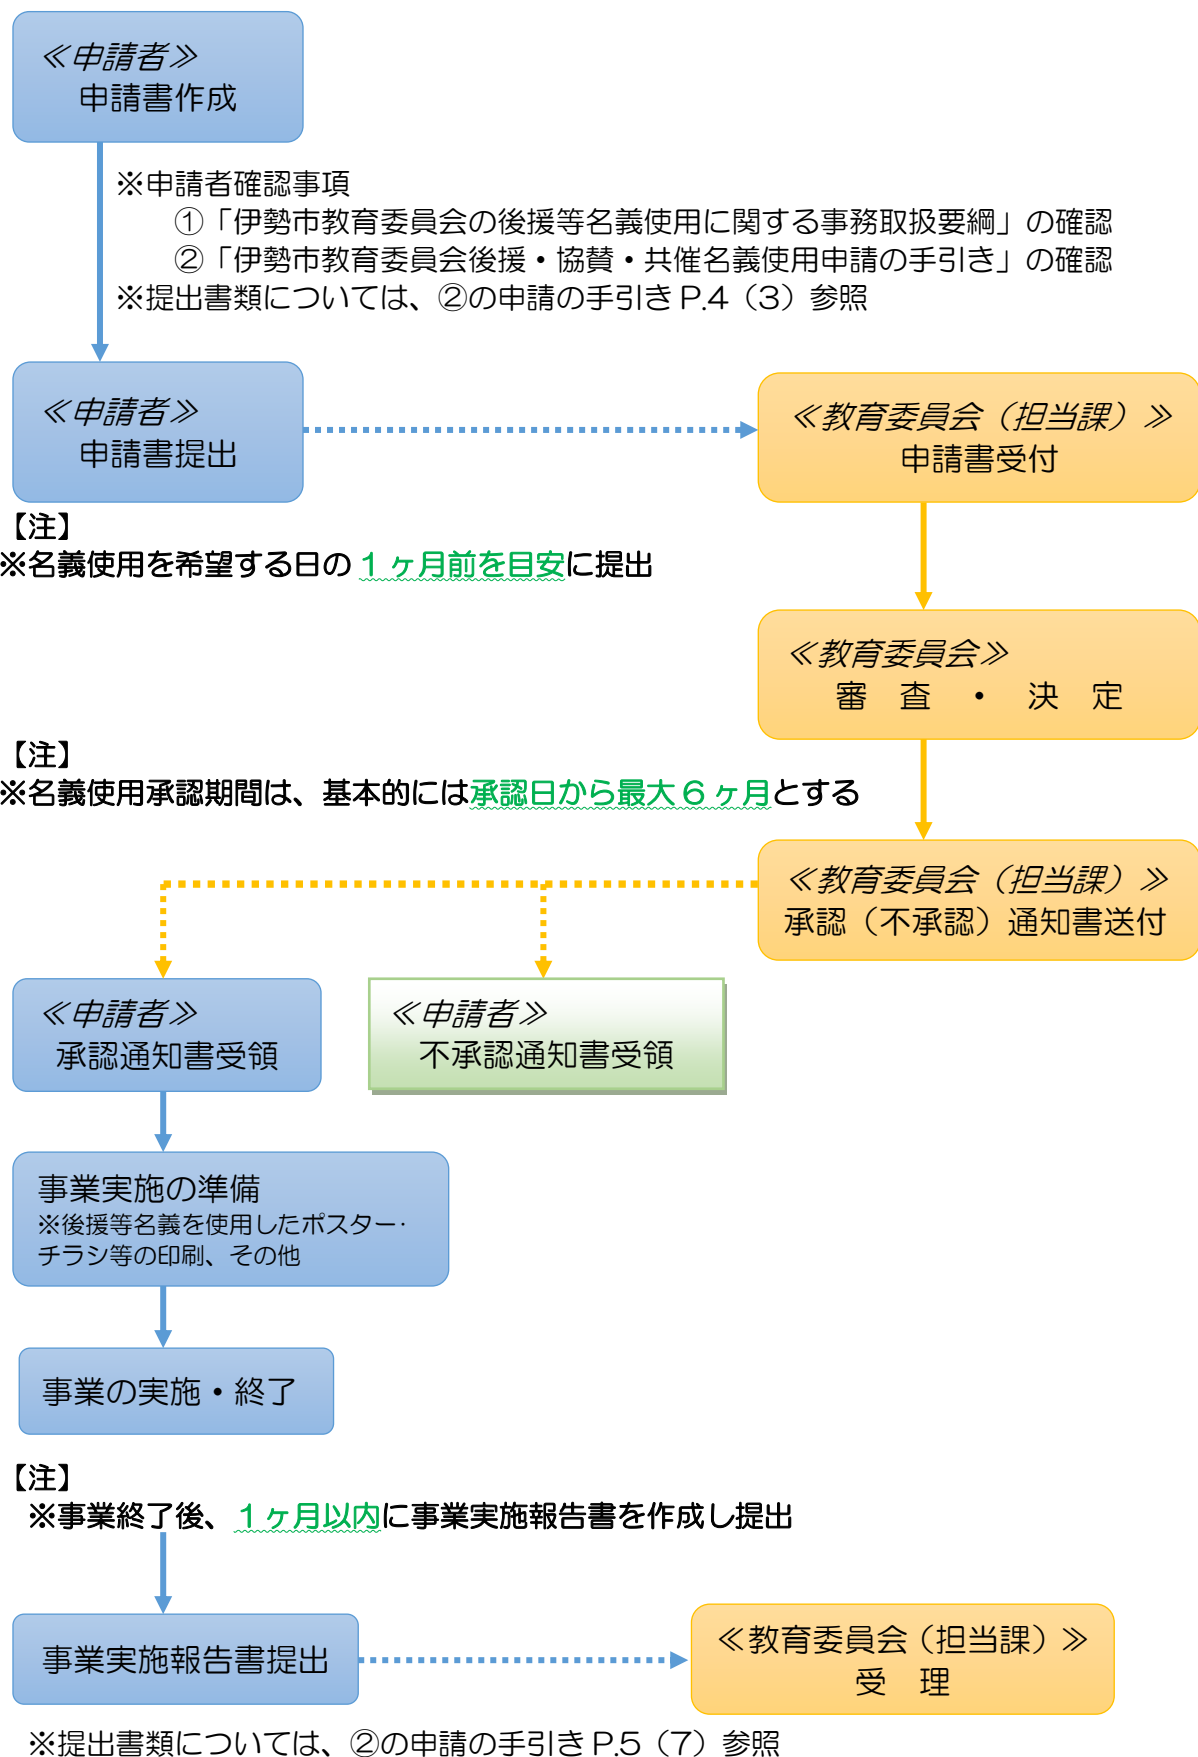 ≪申請者≫
申請書作成
※申請者確認事項
①「伊勢市教育委員会の後援等名義使用に関する事務取扱要綱」の確認
②「伊勢市教育委員会後援・協賛・共催名義使用申請の手引き」の確認
※提出書類については、②の申請の手引きP.4（3）参照
≪申請者≫
申請書提出
≪教育委員会（担当課）≫
申請書受付
【注】
※名義使用を希望する日の１ヶ月前を目安に提出
≪教育委員会≫
審　査　・　決　定
【注】
※名義使用承認期間は、基本的には承認日から最大６ヶ月とする
≪教育委員会（担当課）≫
承認（不承認）通知書送付
≪申請者≫
承認通知書受領
≪申請者≫
不承認通知書受領
事業実施の準備
※後援等名義を使用したポスター・
チラシ等の印刷、その他
事業の実施・終了
【注】
※事業終了後、１ヶ月以内に事業実施報告書を作成し提出
事業実施報告書提出
≪教育委員会（担当課）≫
受　理
※提出書類については、②の申請の手引きP.5（7）参照